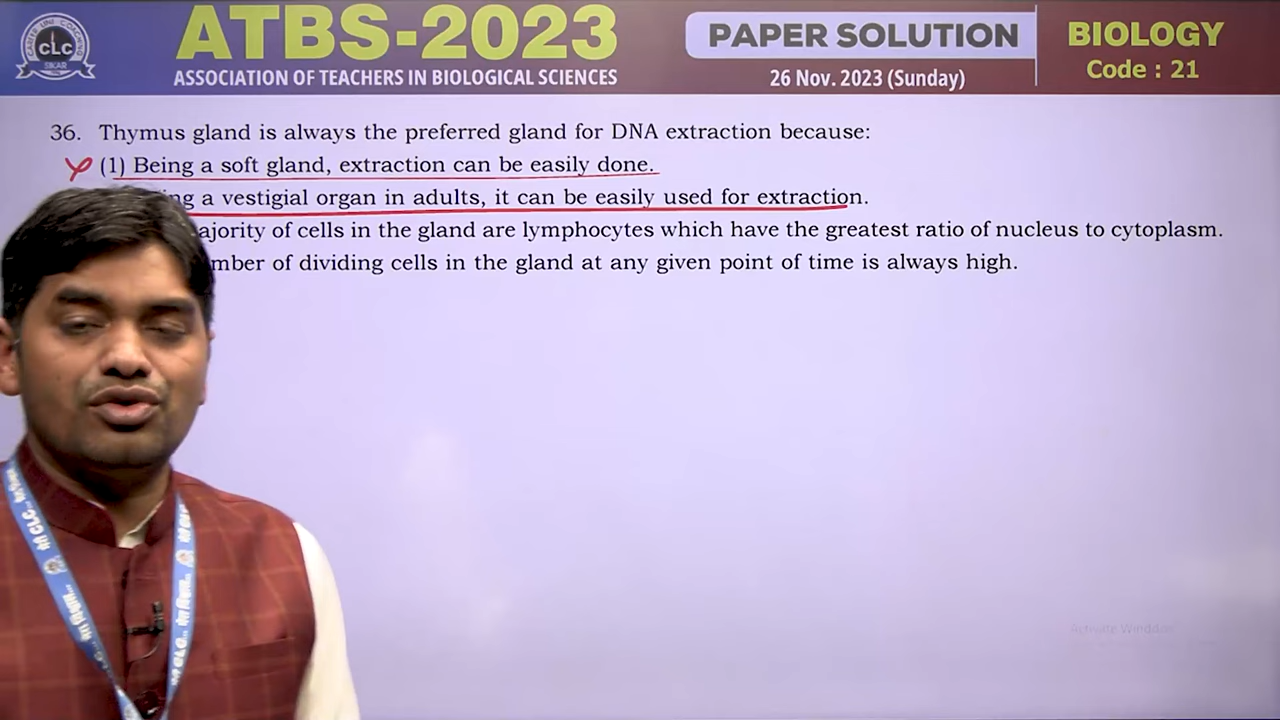 CLC
SIKAR
ATBS-2023
ASSOCIATION OF TEACHERS IN BIOLOGICAL SCIENCES
PAPER SOLUTION
26 Nov. 2023 (Sunday)
BIOLOGY
Code : 21
36. Thymus gland is always the preferred gland for DNA extraction because:
(1) Being a soft gland, extraction can be easily done.
ng a vestigial organ in adults, it can be easily used for extraction.
ajority of cells in the gland are lymphocytes which have the greatest ratio of nucleus to cytoplasm.
mber of dividing cells in the gland at any given point of time is always high.
Activate Windows